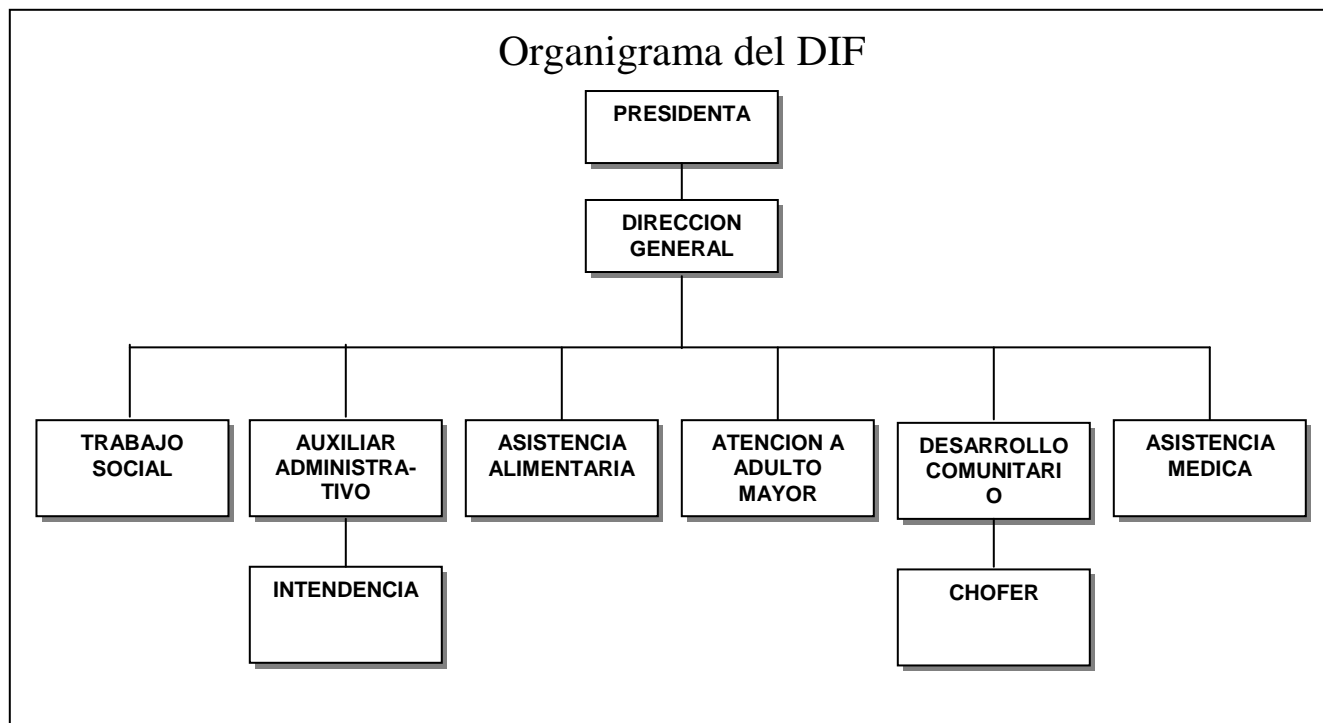 Organigrama del DIF
PRESIDENTA
DIRECCION
GENERAL
TRABAJO
SOCIAL
AUXILIAR
ADMINISTRA-
TIVO
ASISTENCIA
ALIMENTARIA
ATENCION A
ADULTO
MAYOR
DESARROLLO
COMUNITARI
O
ASISTENCIA
MEDICA
INTENDENCIA
CHOFER